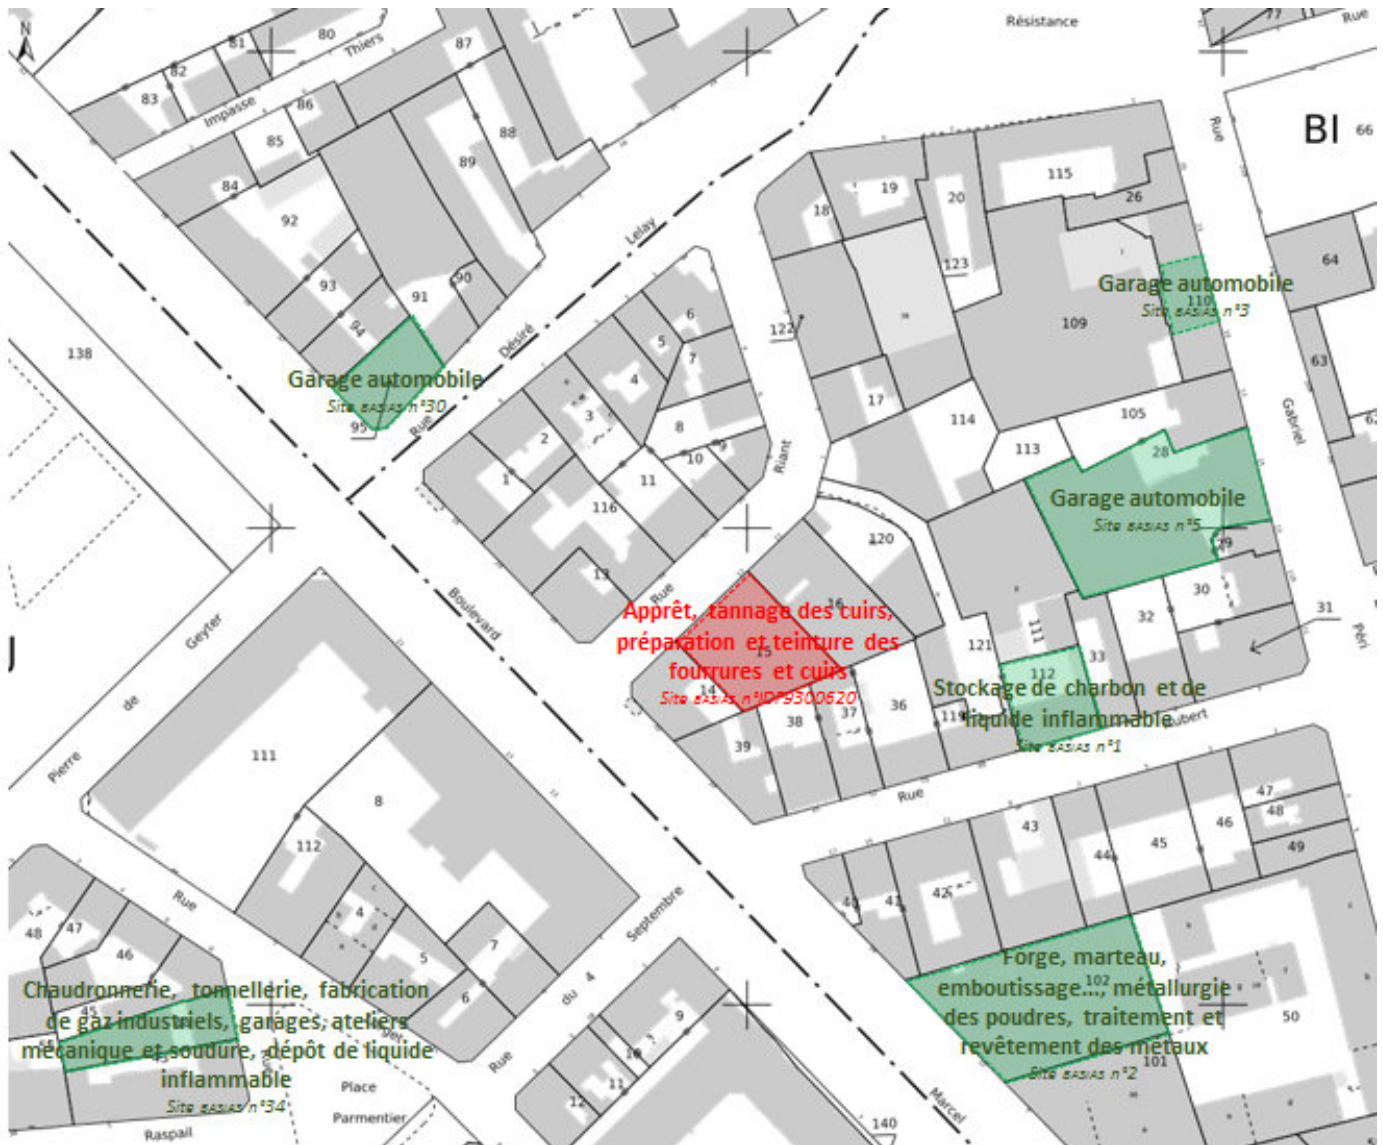 N
81
80
82
83
Thiers
Impasse
86
85
87
88
89
84
92
93
94
91
90
138
Résistance
77
Rue
Rue
BI
66
115
20
19
18
26
123
64
Lelay
Désiré
Rue
Garage automobile
Site BASIAS n°3
110
109
122
6
5
7
4
3
2
1
8
9
10
11
116
13
17
114
113
105
28
63
62
Gabriel
Garage automobile
Site BASIAS n°30
95
Riant
Rue
Garage automobile
Site BASIAS n°5
29
120
16
30
32
31
Péri
Boulevard
Apprêt, tannage des cuirs,
préparation et teinture des
fourrures et cuirs
Site BASIAS n°IDF9300620
15
14
121
111
112
33
Stockage de charbon et de
liquide inflammable
Site BASIAS n°1
36
37
38
39
119
Rue
Geyter
de
Pierre
111
8
112
4
5
6
7
Rue
43
44
45
46
47
48
49
40
41
42
48
47
46
45
Chaudronnerie, tonnellerie, fabrication
de gaz industriels, garages, ateliers
mécanique et soudure, dépôt de liquide
inflammable
Site BASIAS n°34
Raspail
Place
Parmentier
Septembre
du 4
Rue
9
10
11
12
Forge, marteau,
emboutissage..., métallurgie
des poudres, traitement et
revêtement des métaux
Site BASIAS n°2
102
101
50
140
Marcel